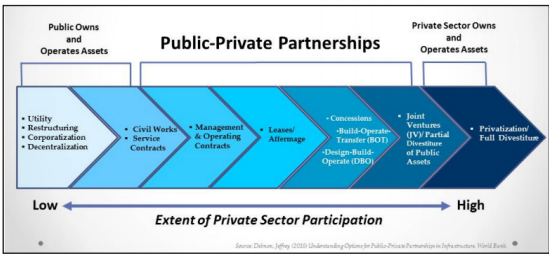 Public Owns
and
Operates Assets
Public-Private Partnerships
Private Sector Owns
and
Operates Assets
• Utility
• Restructuring
• Corporatization
• Decentralization
• Civil Works
• Service
Contracts
• Management
& Operating
Contracts
• Leases/
Affermage
• Concessions
•Build-Operate-
Transfer (BOT)
•Design-Build-
Operate (DBO)
• Joint
Ventures
(JV)/ Partial
Divestiture
of Public
Assets
• Privatization/
Full Divestiture
Low
High
Extent of Private Sector Participation
Source: Delmon, Jeffrey (2010) Understanding Options for Public-Private Partnerships in Infrastructure. World Bank.